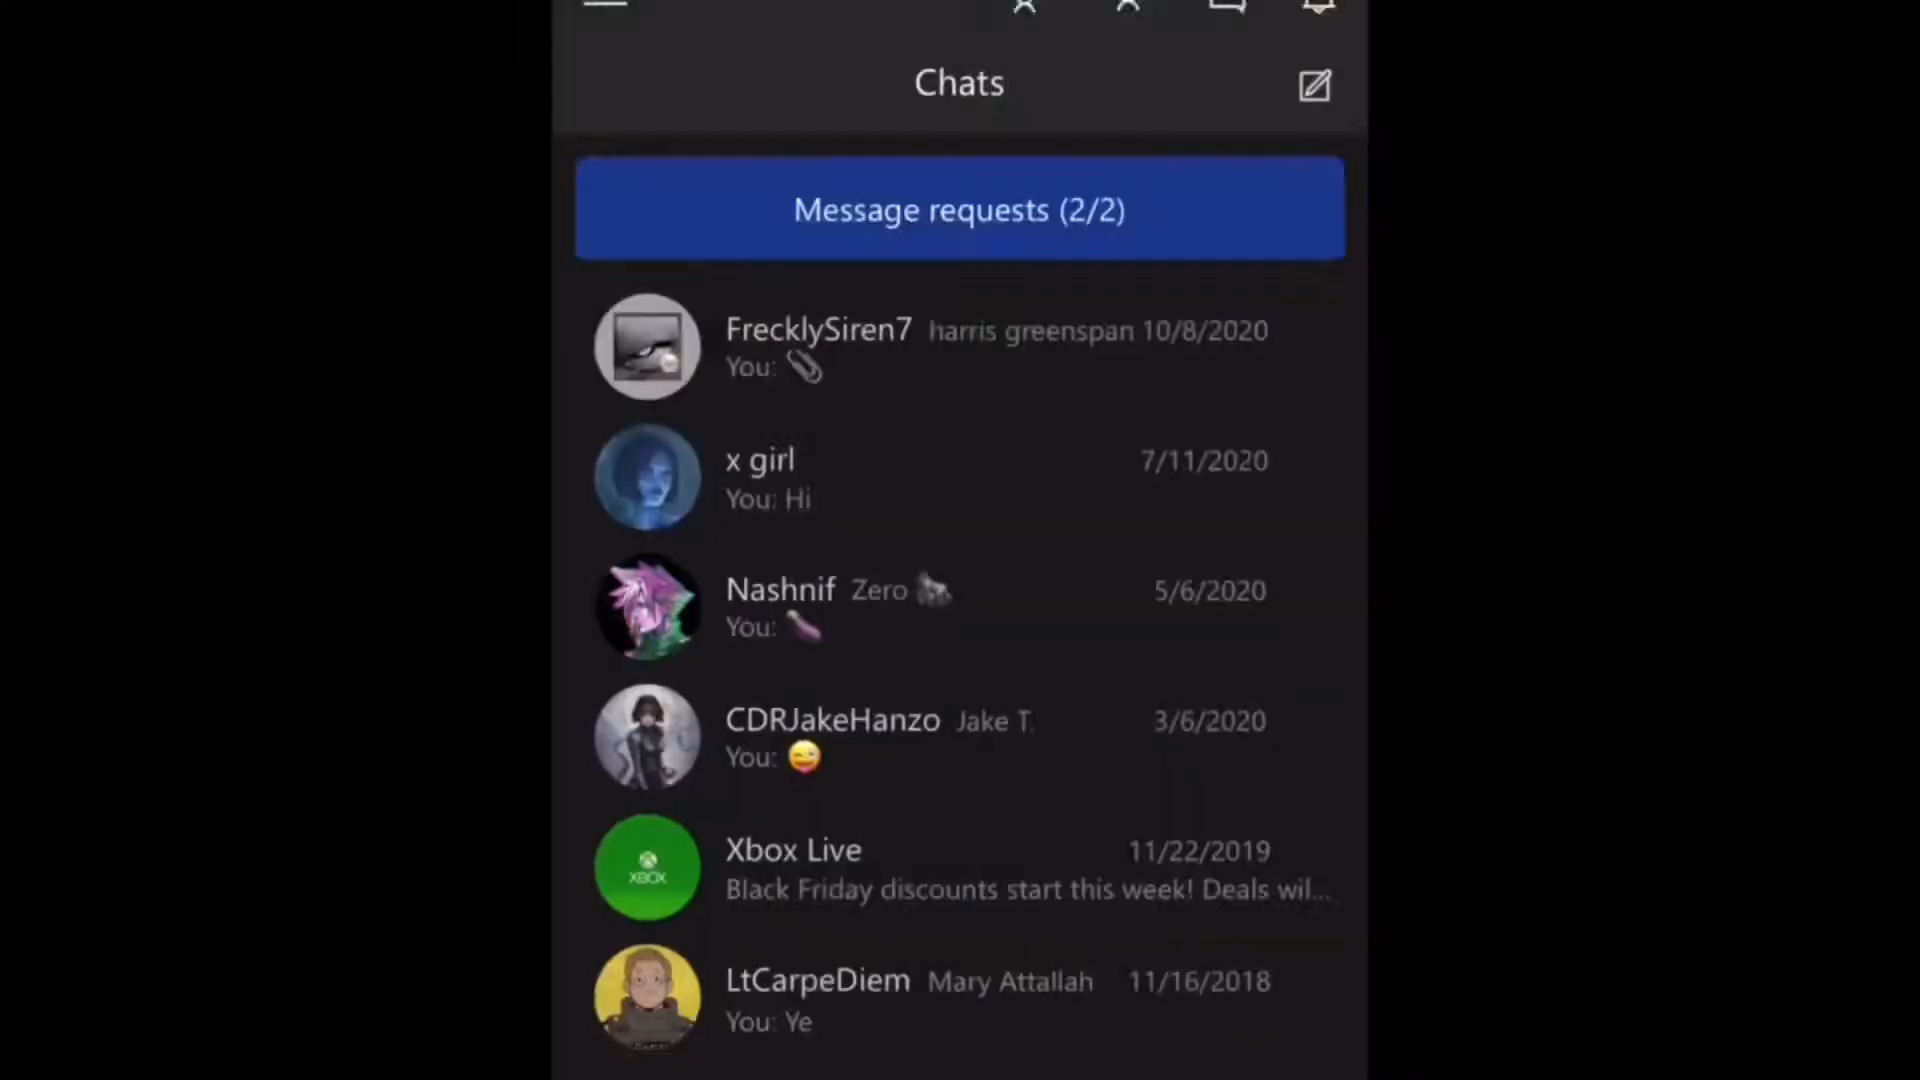 Chats
Message requests (2/2)
FrecklySiren7 harris greenspan 10/8/2020
You: 📎
x girl 7/11/2020
You: Hi
Nashnif Zero 🦍 5/6/2020
You: 🍆
CDRJakeHanzo Jake T. 3/6/2020
You: 😜
Xbox Live 11/22/2019
XBOX
Black Friday discounts start this week! Deals wil...
LtCarpeDiem Mary Attallah 11/16/2018
You: Ye